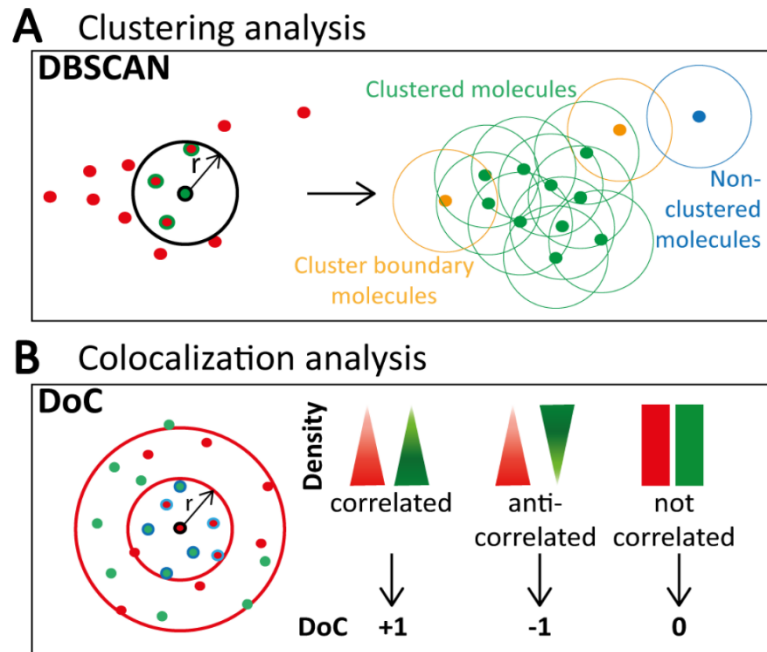 A Clustering analysis
DBSCAN
Clustered molecules
r
Non-
clustered
molecules
Cluster boundary
molecules
B Colocalization analysis
DoC
Density
r
correlated
anti-
correlated
not
correlated
DoC +1 -1 0